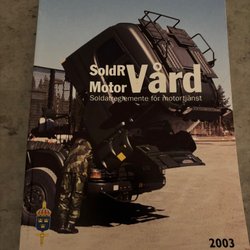 SoldR
Motor Vård
Soldatreglemente för motortjänst
2003